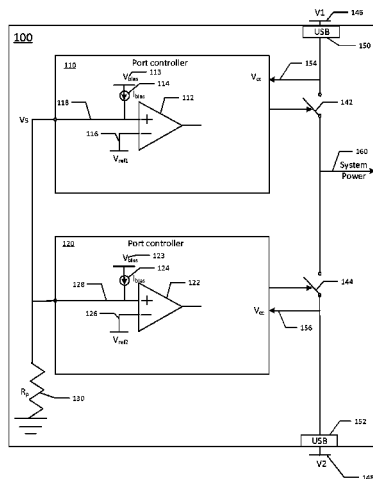 V1
146
100
USB
150
110
Port controller
154
Vbias
113
114
Vcc
Ibias
118
112
142
Vs
116
Vref1
160
System
Power
120
Port controller
Vbias
123
124
144
Ibias
128
122
126
Vcc
Vref2
156
Rp
130
152
USB
V2
148